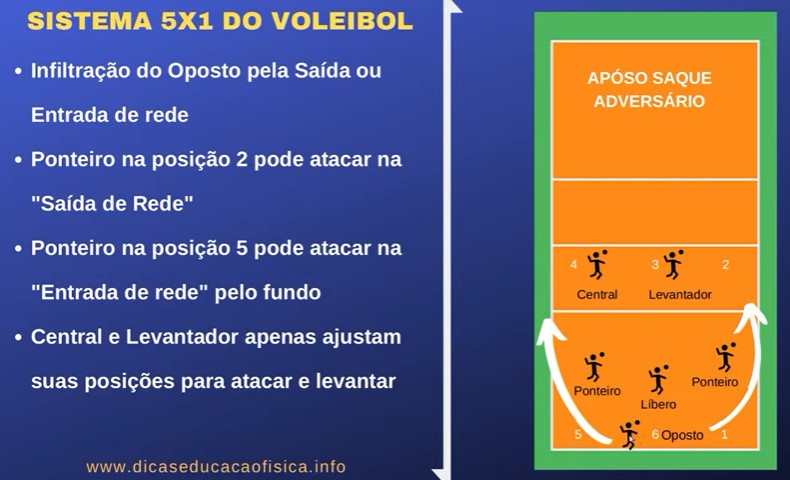 SISTEMA 5X1 DO VOLEIBOL
• Infiltração do Oposto pela Saída ou
Entrada de rede
• Ponteiro na posição 2 pode atacar na
"Saída de Rede"
• Ponteiro na posição 5 pode atacar na
"Entrada de rede" pelo fundo
• Central e Levantador apenas ajustam
suas posições para atacar e levantar
www.dicaseducacaofisica.info
APÓSO SAQUE
ADVERSÁRIO
4 3 2
Central Levantador
Ponteiro Ponteiro
Líbero
5 6 Oposto 1